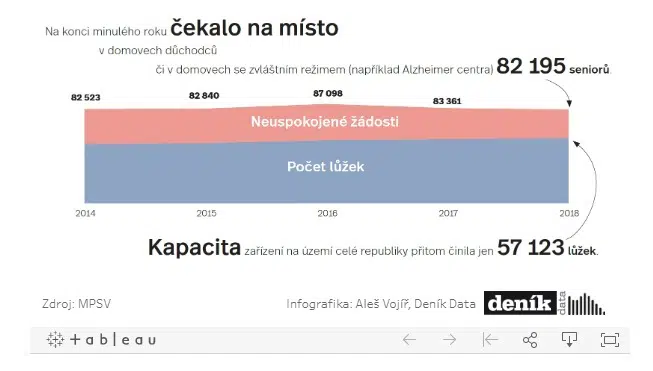 Na konci minulého roku čekalo na místo
v domovech důchodců
či v domovech se zvláštním režimem (například Alzheimer centra) 82 195 seniorů.
82 523
82 840
87 098
83 361
Neuspokojené žádosti
Počet lůžek
2014
2015
2016
2017
2018
Kapacita zařízení na území celé republiky přitom činila jen 57 123 lůžek.
Zdroj: MPSV
Infografika: Aleš Vojíř, Deník Data
deník
data
+ableau